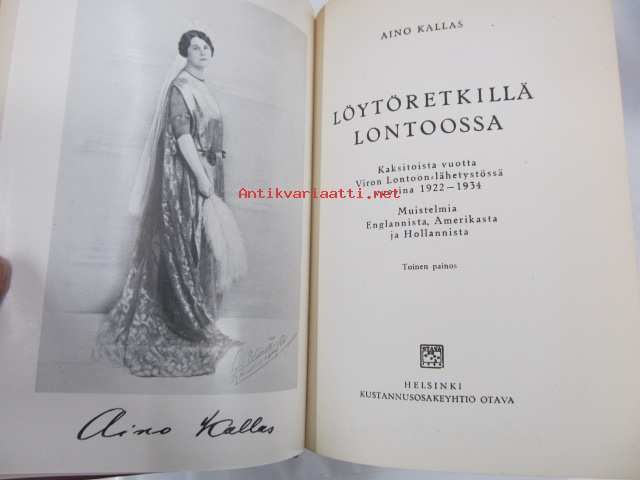 Aino Kallas
AINO KALLAS
LÖYTÖRETKILLÄ
LONTOOSSA
Kaksitoista vuotta
Viron Lontoon-lähetystössä
vuosina 1922–1934
Muistelmia
Englannista, Amerikasta
ja Hollannista
Toinen painos
OTAVA
HELSINKI
KUSTANNUSOSAKEYHTIÖ OTAVA
Antikvariaatti.net